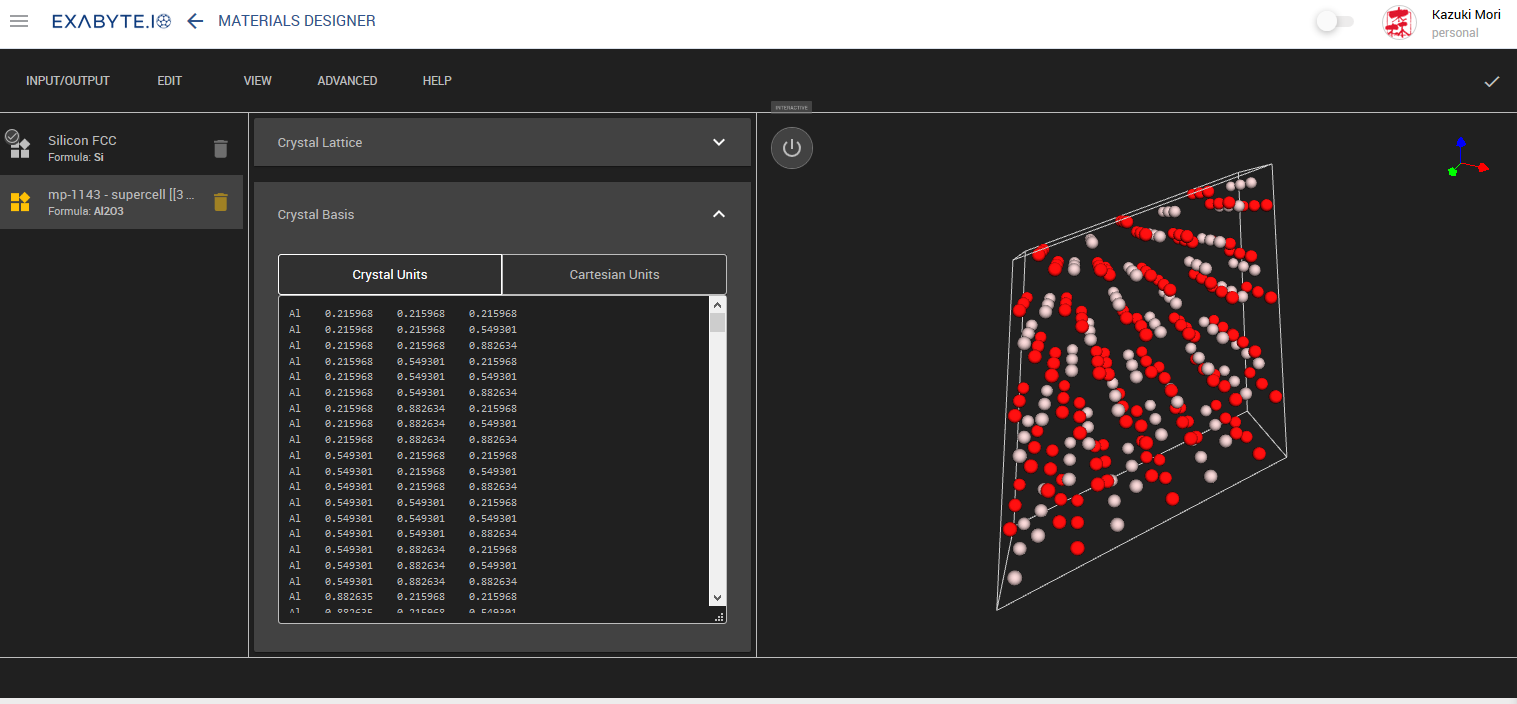 EXABYTE.IO
MATERIALS DESIGNER
Kazuki Mori
personal
INPUT/OUTPUT EDIT VIEW ADVANCED HELP
Silicon FCC
Formula: Si
mp-1143 - supercell [[3 ...
Formula: Al2O3
Crystal Lattice
Crystal Basis
Crystal Units Cartesian Units
Al 0.215968 0.215968 0.215968
Al 0.215968 0.215968 0.549301
Al 0.215968 0.215968 0.882634
Al 0.215968 0.549301 0.215968
Al 0.215968 0.549301 0.549301
Al 0.215968 0.549301 0.882634
Al 0.215968 0.882634 0.215968
Al 0.215968 0.882634 0.549301
Al 0.215968 0.882634 0.882634
Al 0.549301 0.215968 0.215968
Al 0.549301 0.215968 0.549301
Al 0.549301 0.215968 0.882634
Al 0.549301 0.549301 0.215968
Al 0.549301 0.549301 0.549301
Al 0.549301 0.549301 0.882634
Al 0.549301 0.882634 0.215968
Al 0.549301 0.882634 0.549301
Al 0.549301 0.882634 0.882634
Al 0.882635 0.215968 0.215968
Al 0.882635 0.215968 0.549301
INTERACTIVE